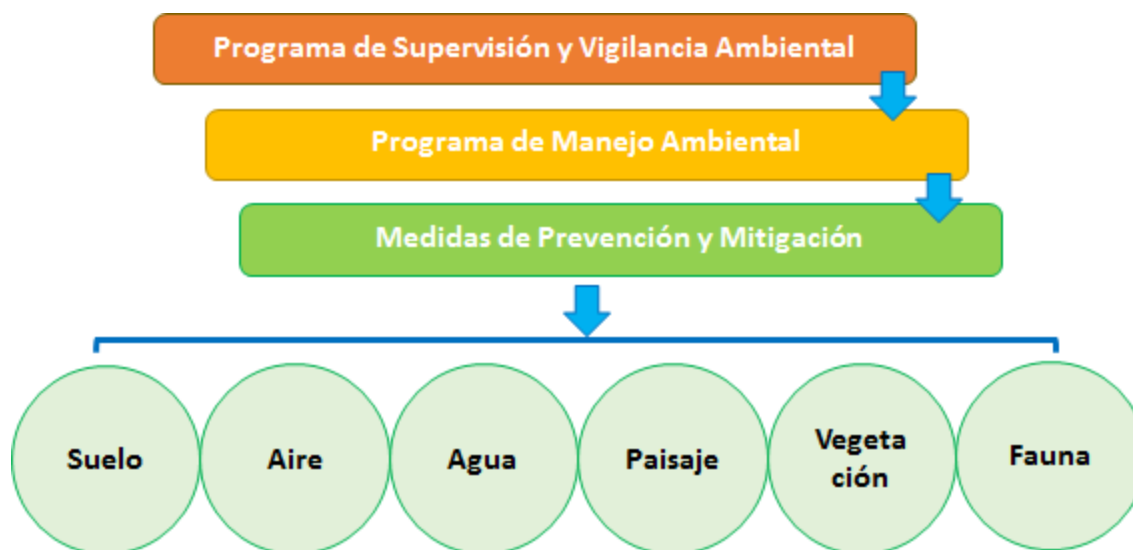 Programa de Supervisión y Vigilancia Ambiental
Programa de Manejo Ambiental
Medidas de Prevención y Mitigación
Suelo
Aire
Agua
Paisaje
Vegeta
ción
Fauna